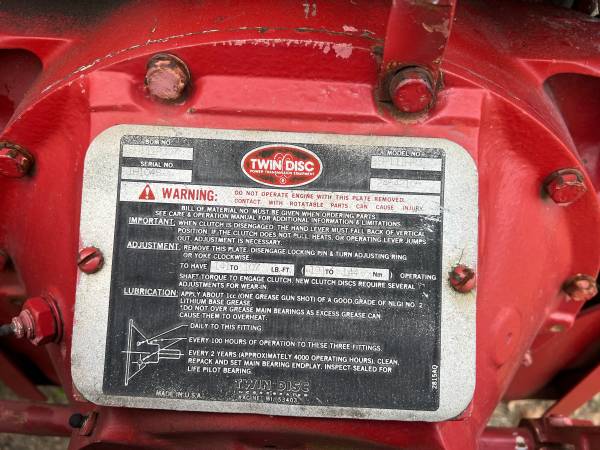 BOM NO.
MODEL NO.
TWIN DISC
POWER TRANSMISSION EQUIPMENT
SERIAL NO.
WARNING:
DO NOT OPERATE ENGINE WITH THIS PLATE REMOVED.
CONTACT WITH ROTATABLE PARTS CAN CAUSE INJURY.
BILL OF MATERIAL NO. MUST BE GIVEN WHEN ORDERING PARTS.
SEE CARE & OPERATION MANUAL FOR ADDITIONAL INFORMATION & LIMITATIONS.
IMPORTANT. WHEN CLUTCH IS DISENGAGED, THE HAND LEVER MUST FALL BACK OF VERTICAL
POSITION. IF THE CLUTCH DOES NOT PULL, HEATS, OR OPERATING LEVER JUMPS
OUT, ADJUSTMENT IS NECESSARY.
ADJUSTMENT. REMOVE THIS PLATE, DISENGAGE LOCKING PIN & TURN ADJUSTING RING
OR YOKE CLOCKWISE.
TO HAVE TO LB.-FT. TO Nm) OPERATING
SHAFT TORQUE TO ENGAGE CLUTCH. NEW CLUTCH DISCS REQUIRE SEVERAL
ADJUSTMENTS FOR WEAR-IN.
LUBRICATION. APPLY ABOUT 1cc (ONE GREASE GUN SHOT) OF A GOOD GRADE OF NLGI NO. 2
LITHIUM BASE GREASE.
DO NOT OVER GREASE MAIN BEARINGS AS EXCESS GREASE CAN
CAUSE THEM TO OVERHEAT.
DAILY TO THIS FITTING
EVERY 100 HOURS OF OPERATION TO THESE THREE FITTINGS.
EVERY 2 YEARS (APPROXIMATELY 4000 OPERATING HOURS), CLEAN,
REPACK AND SET MAIN BEARING ENDPLAY. INSPECT SEALED FOR
LIFE PILOT BEARING.
TWIN DISC
INCORPORATED
RACINE, WI. 53403
MADE IN U.S.A.
2815AQ